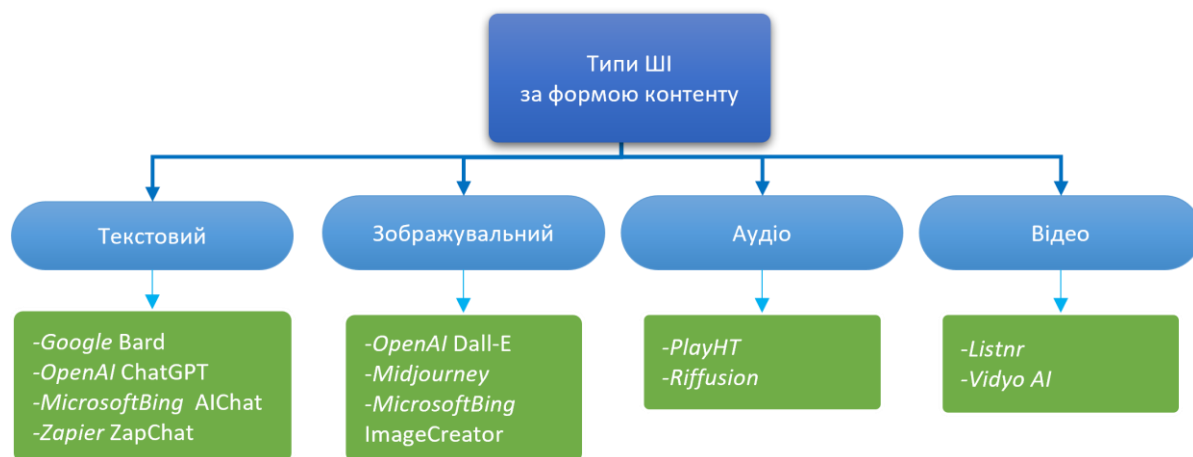 Типи ШІ
за формою контенту
Текстовий
Зображувальний
Аудіо
Відео
-Google Bard
-OpenAI ChatGPT
-MicrosoftBing AIChat
-Zapier ZapChat
-OpenAI Dall-E
-Midjourney
-MicrosoftBing
ImageCreator
-PlayHT
-Riffusion
-Listnr
-Vidyo AI